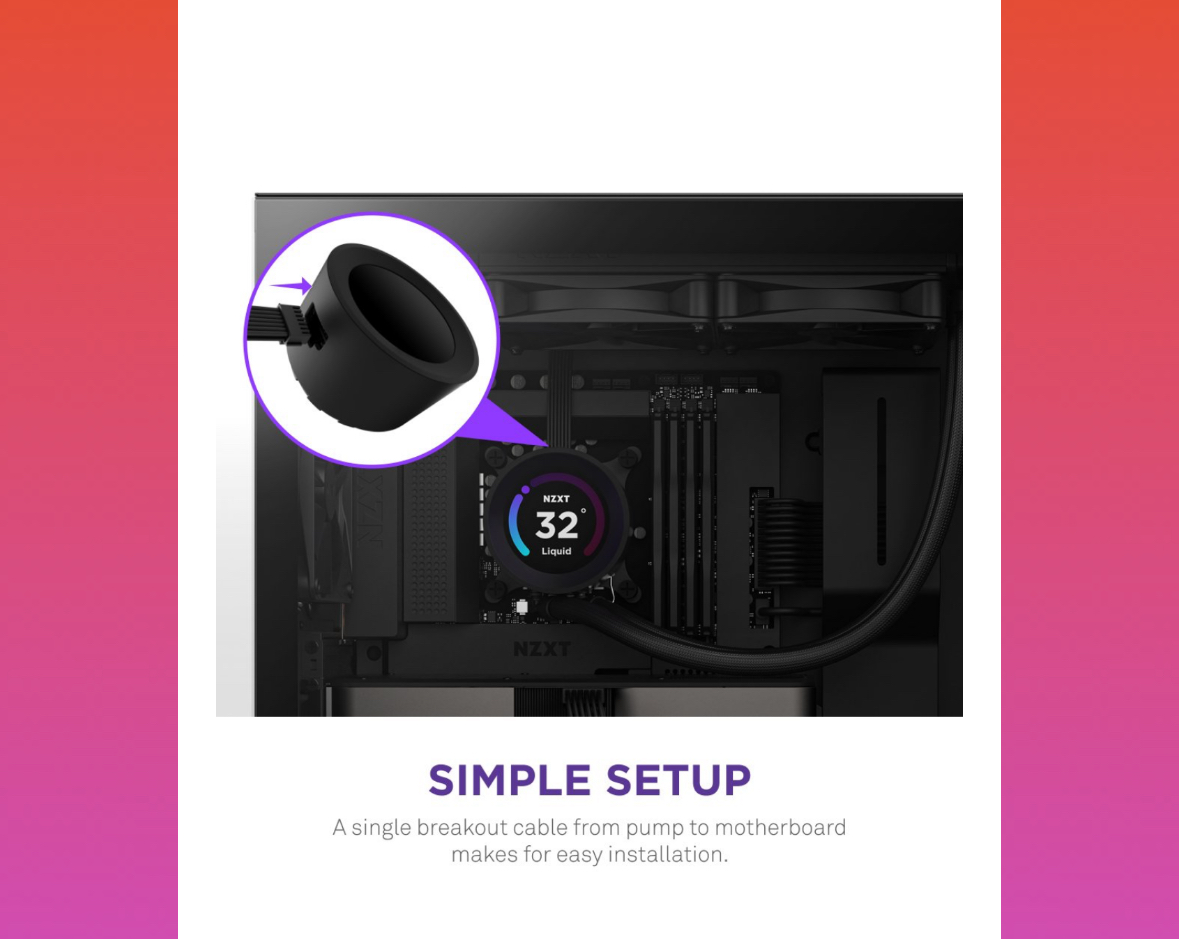 NZXT
32°
Liquid
NZXT
SIMPLE SETUP
A single breakout cable from pump to motherboard
makes for easy installation.